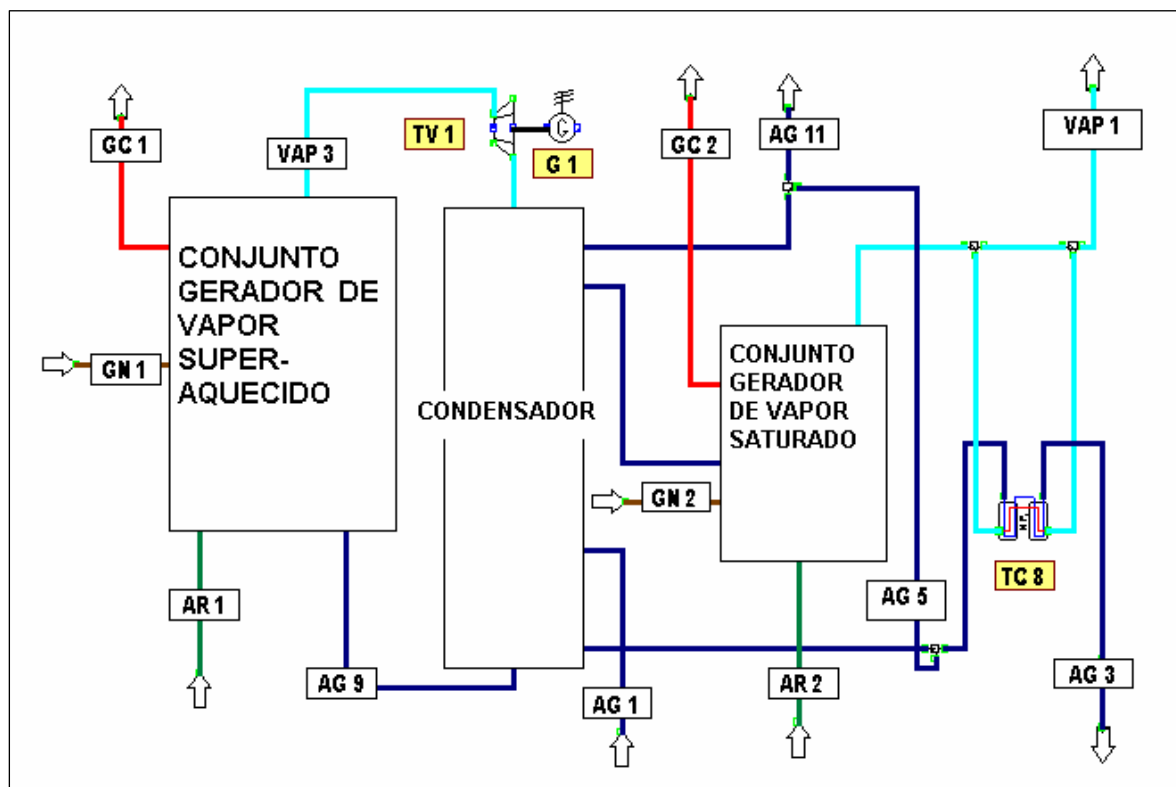 GC 1
VAP 3
TV 1
G
G 1
GC 2
AG 11
VAP 1
CONJUNTO
GERADOR DE
VAPOR
SUPER-
AQUECIDO
GN 1
AR 1
AG 9
CONDENSADOR
AG 1
CONJUNTO
GERADOR
DE VAPOR
SATURADO
GN 2
AR 2
AG 5
TC 8
AG 3